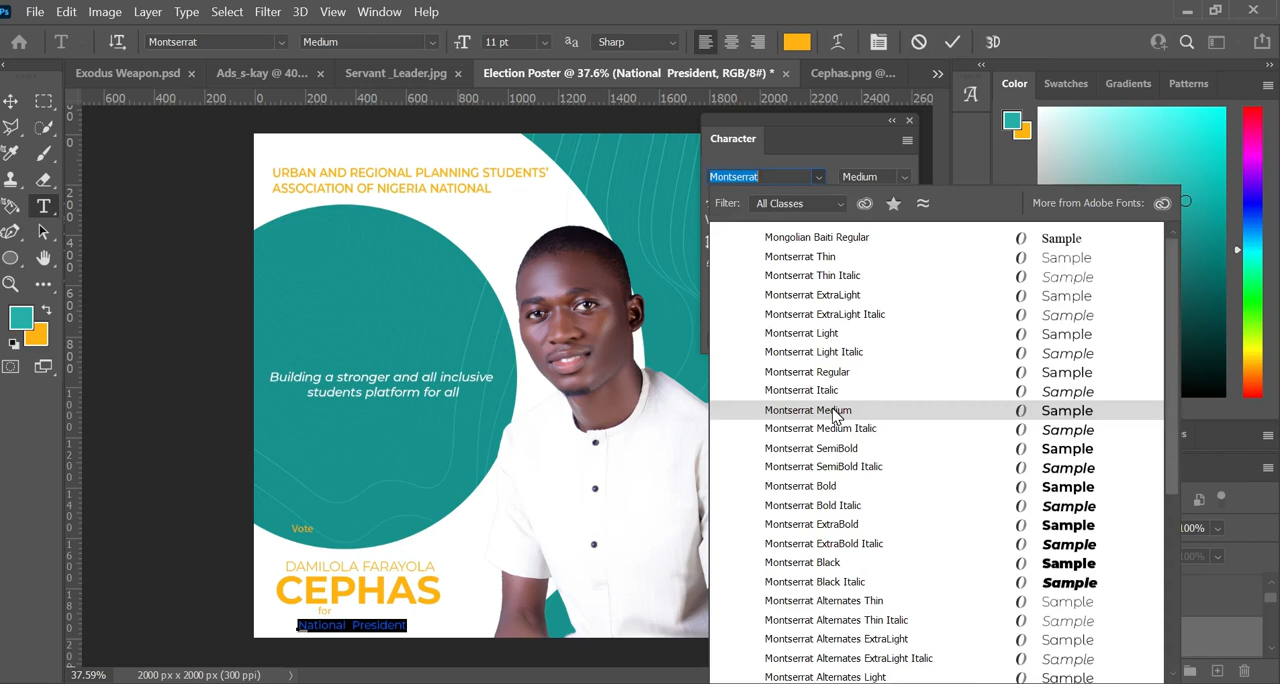 Ps File Edit Image Layer Type Select Filter 3D View Window Help
T Montserrat Medium 11 pt aa Sharp 3D
Exodus Weapon.psd × Ads_s-kay @ 40... × Servant _Leader.jpg × Election Poster @ 37.6% (National  President, RGB/8#) * × Cephas.png @... »
600 400 200 0 200 400 600 800 1000 1200 1400 1600 1800 2000 2200 2400 260
Color Swatches Gradients Patterns
Character
Montserrat Medium
Filter: All Classes More from Adobe Fonts:
Mongolian Baiti Regular Sample
Montserrat Thin Sample
Montserrat Thin Italic Sample
Montserrat ExtraLight Sample
Montserrat ExtraLight Italic Sample
Montserrat Light Sample
Montserrat Light Italic Sample
Montserrat Regular Sample
Montserrat Italic Sample
Montserrat Medium Sample
Montserrat Medium Italic Sample
Montserrat SemiBold Sample
Montserrat SemiBold Italic Sample
Montserrat Bold Sample
Montserrat Bold Italic Sample
Montserrat ExtraBold Sample
Montserrat ExtraBold Italic Sample
Montserrat Black Sample
Montserrat Black Italic Sample
Montserrat Alternates Thin Sample
Montserrat Alternates Thin Italic Sample
Montserrat Alternates ExtraLight Sample
Montserrat Alternates ExtraLight Italic Sample
Montserrat Alternates Light Sample
URBAN AND REGIONAL PLANNING STUDENTS'
ASSOCIATION OF NIGERIA NATIONAL
Building a stronger and all inclusive
students platform for all
Vote
DAMILOLA FARAYOLA
CEPHAS
for
National  President
100%
100%
37.59% 2000 px x 2000 px (300 ppi)